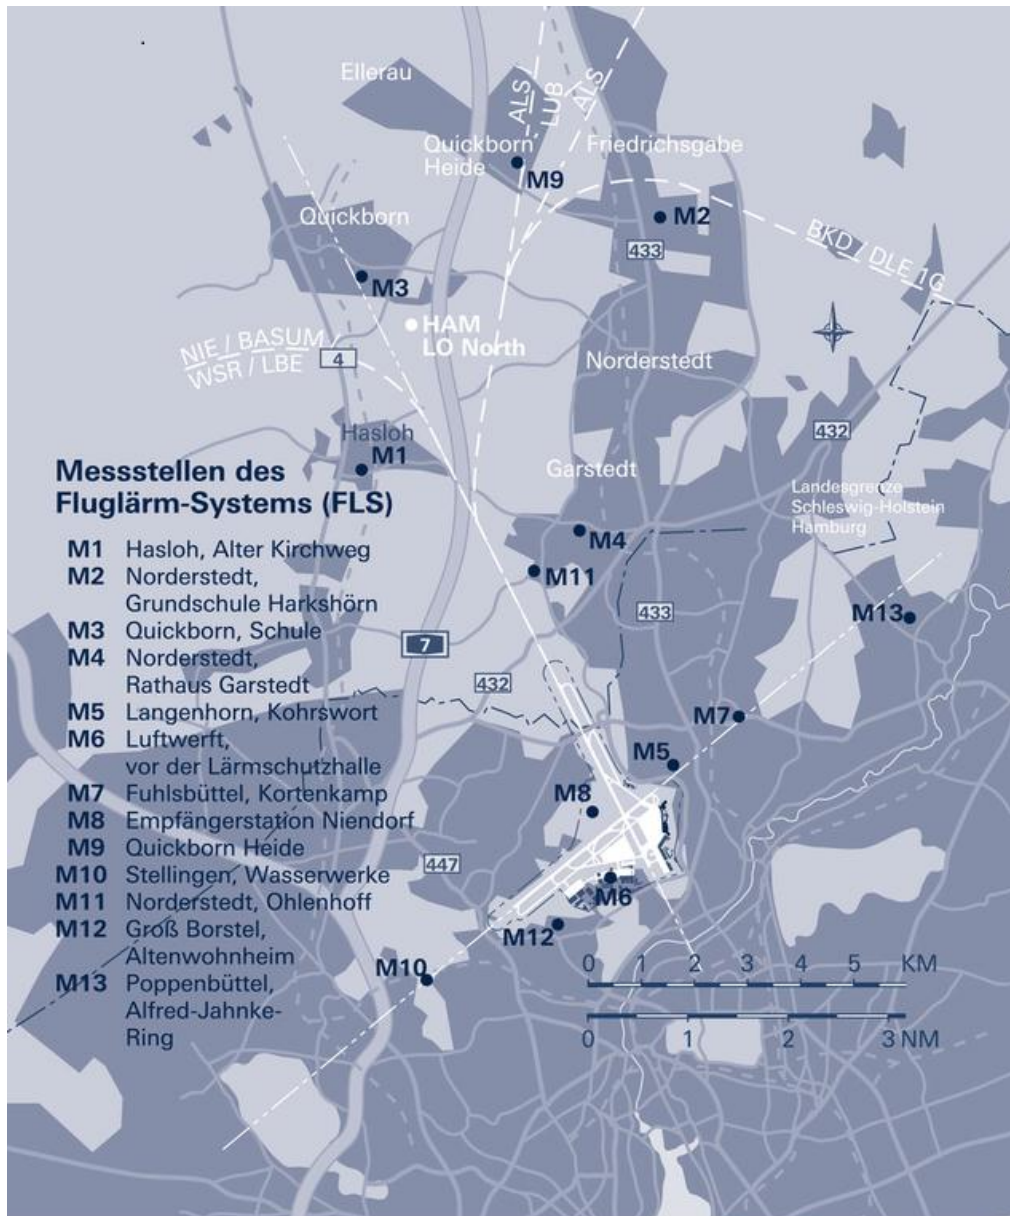 Ellerau
ALS
LUB
ALS
Quickborn
Heide
Friedrichsgabe
M9
M2
Quickborn
433
BKD / DLE 1G
M3
HAM
LO North
NIE / BASUM
WSR / LBE
4
Norderstedt
432
Hasloh
M1
Garstedt
Landesgrenze
Schleswig-Holstein
Hamburg
M4
M11
433
M13
7
432
M7
M5
M8
447
M6
M12
M10
Messstellen des
Fluglärm-Systems (FLS)
M1 Hasloh, Alter Kirchweg
M2 Norderstedt,
Grundschule Harkshörn
M3 Quickborn, Schule
M4 Norderstedt,
Rathaus Garstedt
M5 Langenhorn, Kohrswort
M6 Luftwerft,
vor der Lärmschutzhalle
M7 Fuhlsbüttel, Kortenkamp
M8 Empfängerstation Niendorf
M9 Quickborn Heide
M10 Stellingen, Wasserwerke
M11 Norderstedt, Ohlenhoff
M12 Groß Borstel,
Altenwohnheim
M13 Poppenbüttel,
Alfred-Jahnke-
Ring
0 1 2 3 4 5 KM
0 1 2 3 NM